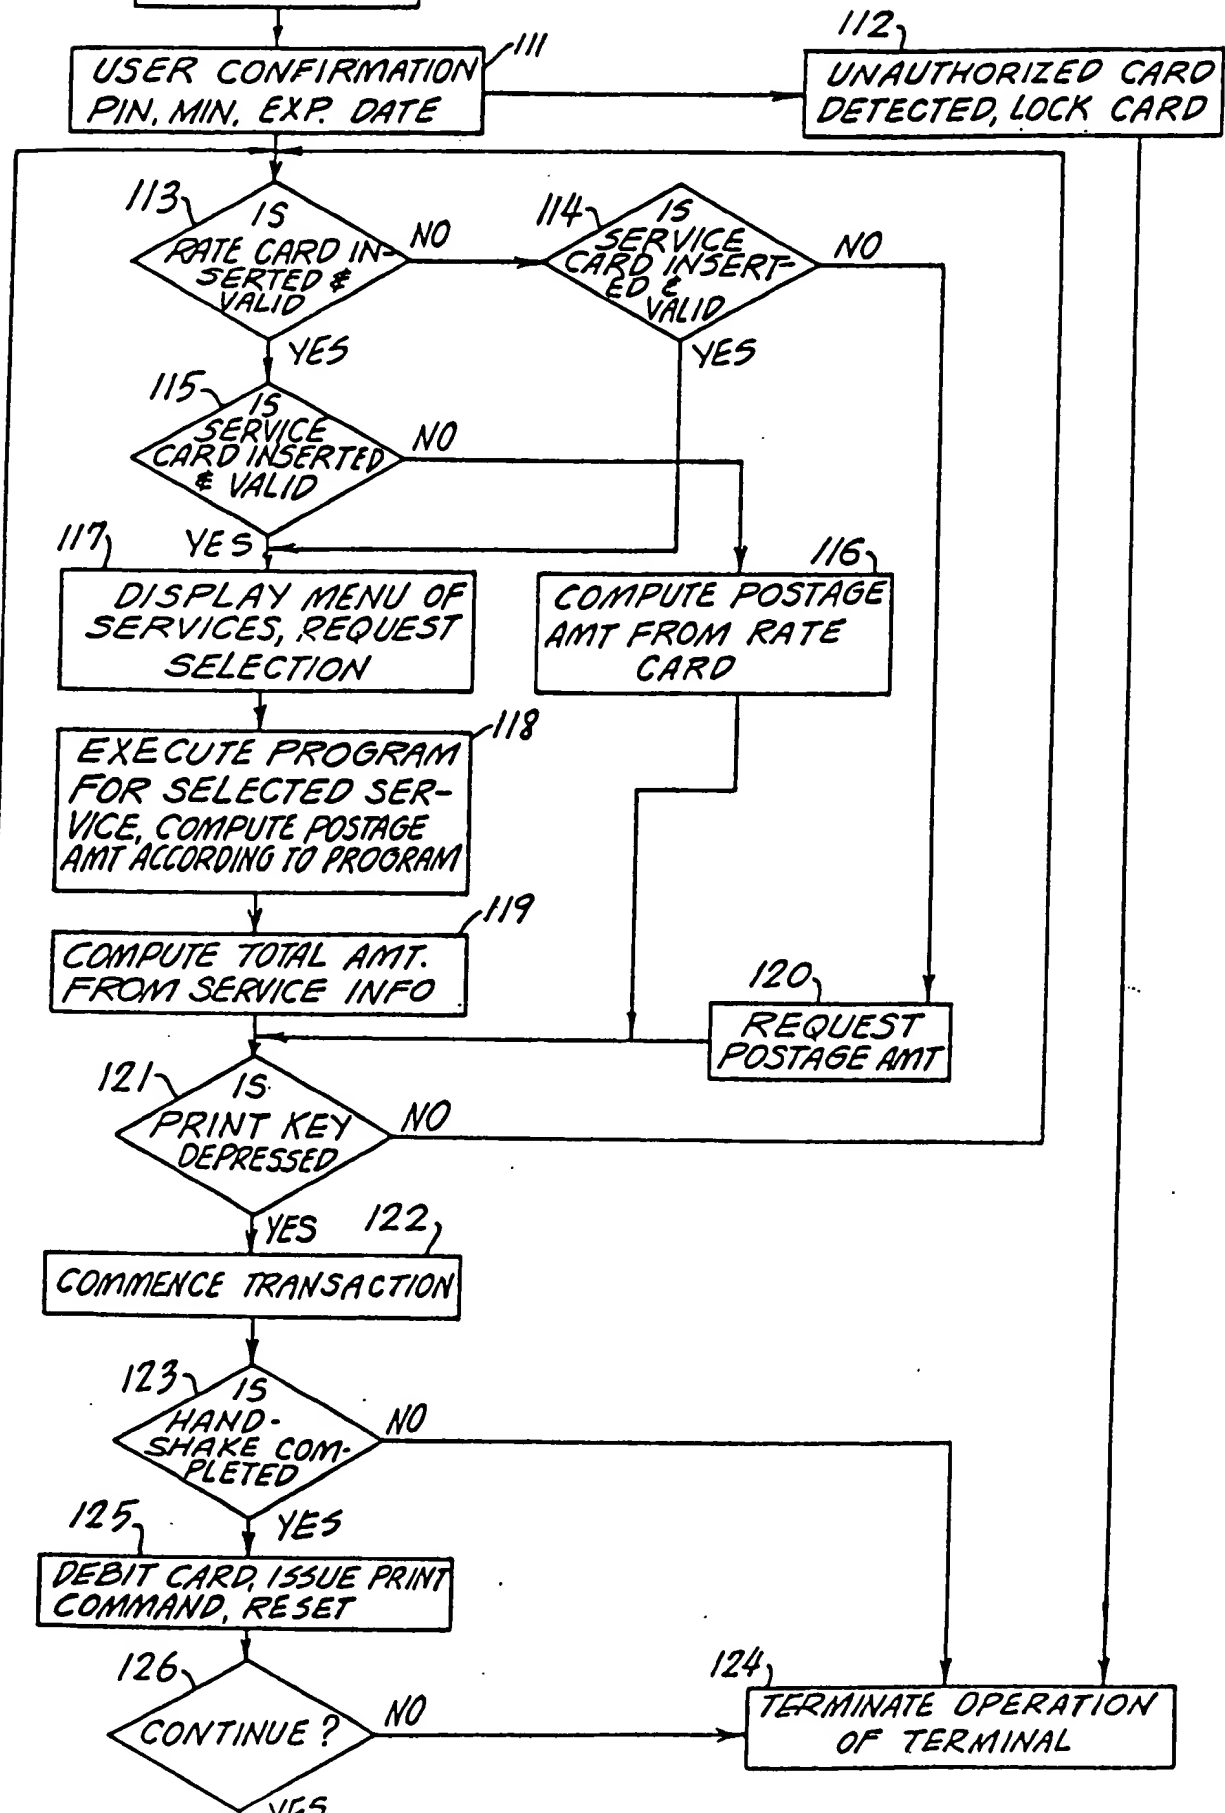 111
USER CONFIRMATION
PIN, MIN, EXP. DATE
112
UNAUTHORIZED CARD
DETECTED, LOCK CARD
113
IS
RATE CARD IN-
SERTED &
VALID
NO
YES
114
IS
SERVICE
CARD INSERT-
ED &
VALID
NO
YES
115
IS
SERVICE
CARD INSERTED
& VALID
NO
YES
116
COMPUTE POSTAGE
AMT FROM RATE
CARD
117
DISPLAY MENU OF
SERVICES, REQUEST
SELECTION
118
EXECUTE PROGRAM
FOR SELECTED SER-
VICE, COMPUTE POSTAGE
AMT ACCORDING TO PROGRAM
119
COMPUTE TOTAL AMT.
FROM SERVICE INFO
120
REQUEST
POSTAGE AMT
121
IS
PRINT KEY
DEPRESSED
NO
YES
122
COMMENCE TRANSACTION
123
IS
HAND-
SHAKE COM-
PLETED
NO
YES
125
DEBIT CARD, ISSUE PRINT
COMMAND, RESET
126
CONTINUE?
NO
YES
124
TERMINATE OPERATION
OF TERMINAL